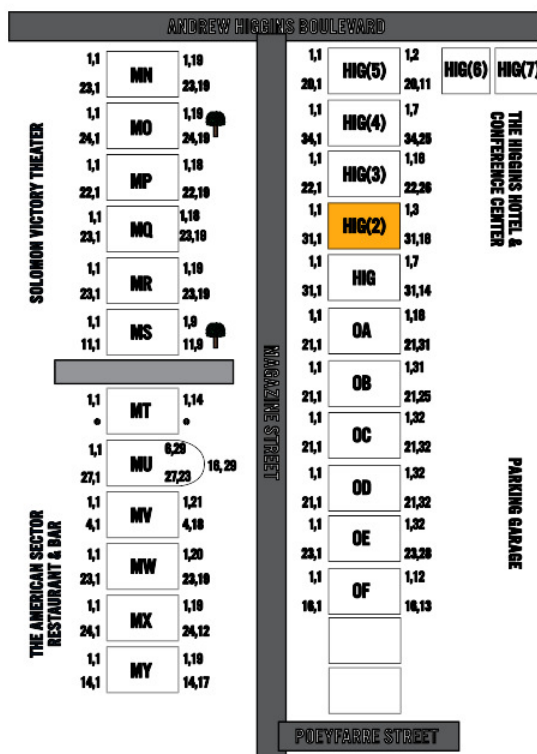 ANDREW HIGGINS BOULEVARD
SOLOMON VICTORY THEATER
1,1 MN 1,19
23,1 23,19
1,1 MO 1,19
24,1 24,19
1,1 MP 1,18
22,1 22,19
1,1 MQ 1,18
23,1 23,19
1,1 MR 1,19
23,1 23,19
1,1 MS 1,9
11,1 11,9
1,1 MT 1,14
1,1 MU 6,29
27,1 27,23 16,29
THE AMERICAN SECTOR
RESTAURANT & BAR
1,1 MV 1,21
4,1 4,18
1,1 MW 1,20
23,1 23,19
1,1 MX 1,19
24,1 24,12
1,1 MY 1,19
14,1 14,17
MAGAZINE STREET
1,1 HIG(5) 1,2
20,1 20,11
HIG(6)
HIG(7)
1,1 HIG(4) 1,7
34,1 34,25
1,1 HIG(3) 1,16
22,1 22,26
1,1 HIG(2) 1,3
31,1 31,16
1,1 HIG 1,7
31,1 31,14
THE HIGGINS HOTEL &
CONFERENCE CENTER
1,1 OA 1,16
21,1 21,31
1,1 OB 1,31
21,1 21,25
1,1 OC 1,32
21,1 21,32
1,1 OD 1,32
21,1 21,32
1,1 OE 1,32
23,1 23,28
1,1 OF 1,12
16,1 16,13
PARKING GARAGE
POEYFARRE STREET